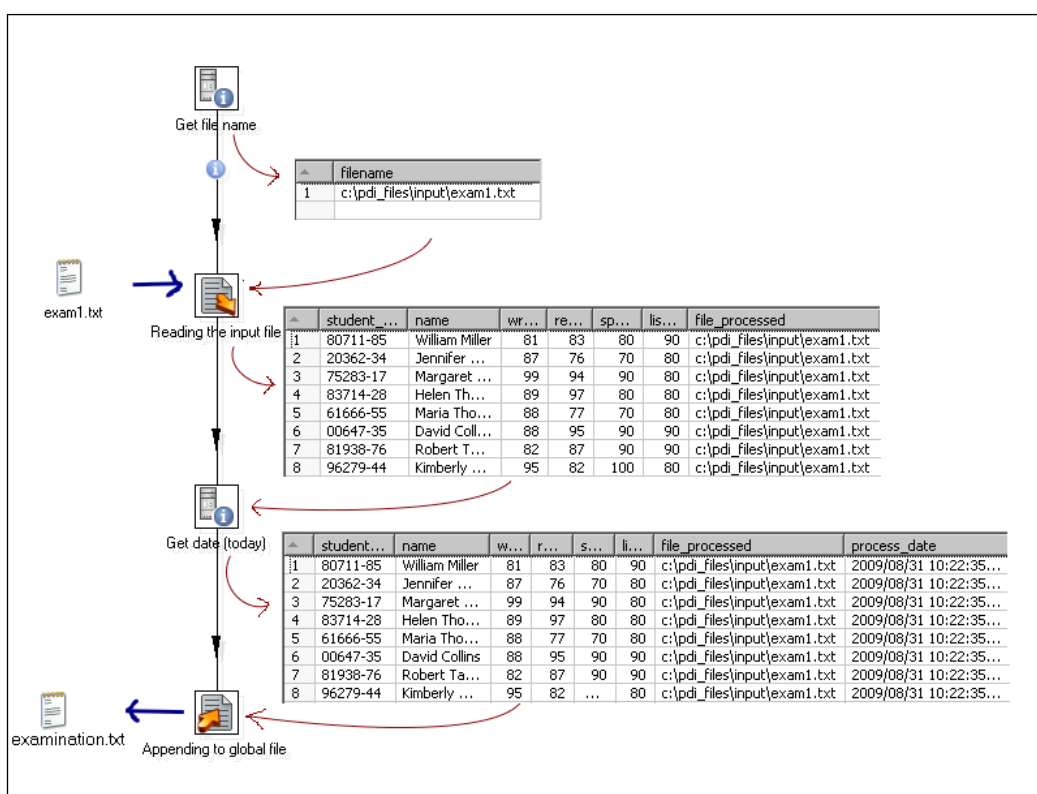 Get file name
filename
1 c:\pdi_files\input\exam1.txt
exam1.txt
Reading the input file
student_... name wr... re... sp... lis... file_processed
1 80711-85 William Miller 81 83 80 90 c:\pdi_files\input\exam1.txt
2 20362-34 Jennifer ... 87 76 70 80 c:\pdi_files\input\exam1.txt
3 75283-17 Margaret ... 99 94 90 80 c:\pdi_files\input\exam1.txt
4 83714-28 Helen Th... 89 97 80 80 c:\pdi_files\input\exam1.txt
5 61666-55 Maria Tho... 88 77 70 80 c:\pdi_files\input\exam1.txt
6 00647-35 David Coll... 88 95 90 90 c:\pdi_files\input\exam1.txt
7 81938-76 Robert T... 82 87 90 90 c:\pdi_files\input\exam1.txt
8 96279-44 Kimberly ... 95 82 100 80 c:\pdi_files\input\exam1.txt
Get date (today)
student... name w... r... s... li... file_processed process_date
1 80711-85 William Miller 81 83 80 90 c:\pdi_files\input\exam1.txt 2009/08/31 10:22:35...
2 20362-34 Jennifer ... 87 76 70 80 c:\pdi_files\input\exam1.txt 2009/08/31 10:22:35...
3 75283-17 Margaret ... 99 94 90 80 c:\pdi_files\input\exam1.txt 2009/08/31 10:22:35...
4 83714-28 Helen Tho... 89 97 80 80 c:\pdi_files\input\exam1.txt 2009/08/31 10:22:35...
5 61666-55 Maria Tho... 88 77 70 80 c:\pdi_files\input\exam1.txt 2009/08/31 10:22:35...
6 00647-35 David Collins 88 95 90 90 c:\pdi_files\input\exam1.txt 2009/08/31 10:22:35...
7 81938-76 Robert Ta... 82 87 90 90 c:\pdi_files\input\exam1.txt 2009/08/31 10:22:35...
8 96279-44 Kimberly ... 95 82 ... 80 c:\pdi_files\input\exam1.txt 2009/08/31 10:22:35...
examination.txt
Appending to global file